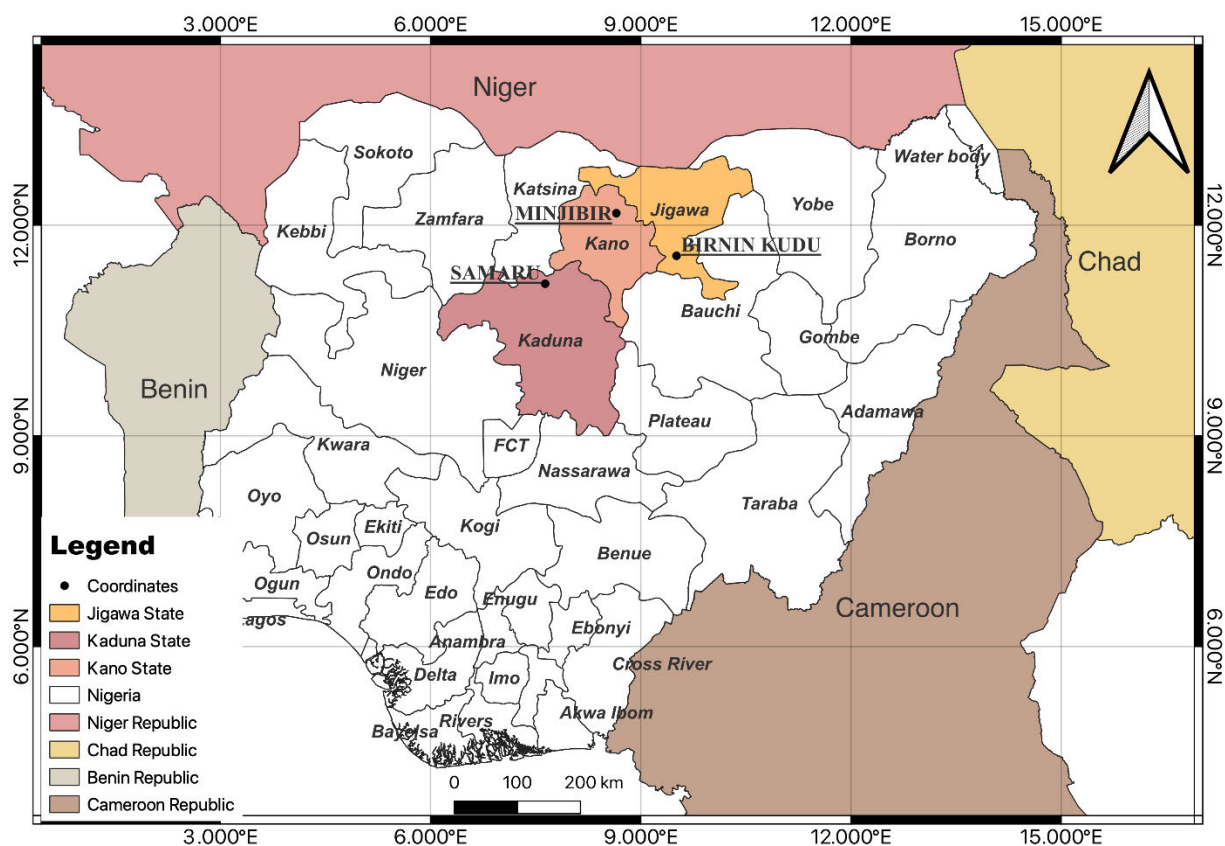 3.000°E 6.000°E 9.000°E 12.000°E 15.000°E
Niger
Sokoto
Water body
Katsina
Zamfara
MINJIBIR
Jigawa
Yobe
12.000°N
12.000°N
Kebbi
Kano
BIRNIN KUDU
Borno
Chad
SAMARU
Bauchi
Kaduna
Gombe
Niger
Benin
Adamawa
Plateau
9.000°N
9.000°N
Kwara
FCT
Nassarawa
Oyo
Taraba
Kogi
Ekiti
Osun
Benue
Legend
Ondo
Ogun
Edo
Enugu
Cameroon
agos
Ebonyi
Anambra
6.000°N
6.000°N
Cross River
Delta
Imo
Akwa Ibom
Rivers
Bayelsa
Coordinates
Jigawa State
Kaduna State
Kano State
Nigeria
Niger Republic
Chad Republic
Benin Republic
Cameroon Republic
0 100 200 km
3.000°E 6.000°E 9.000°E 12.000°E 15.000°E